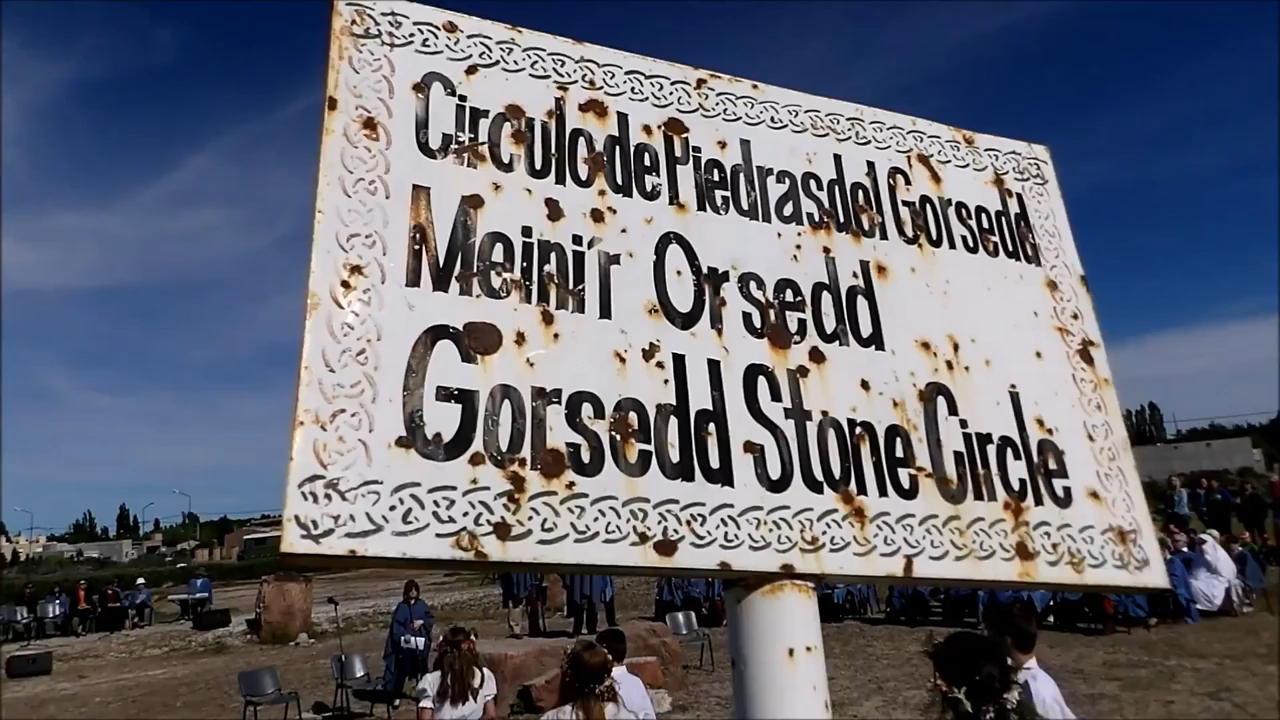 Circulo de Piedras del Gorsedd
Meini'r Orsedd
Gorsedd Stone Circle